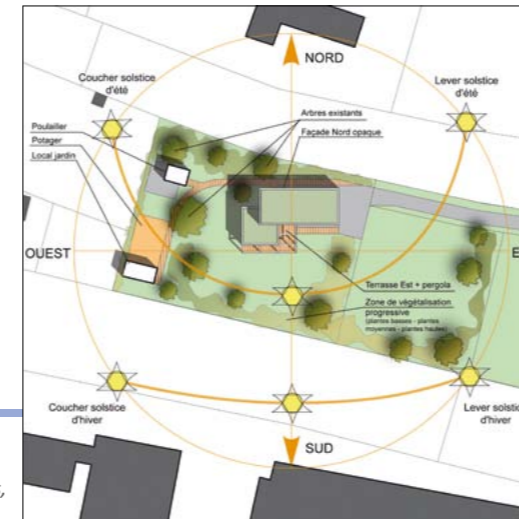 NORD
Coucher solstice
d'été
Lever solstice
d'été
Poulailler
Potager
Local jardin
Arbres existants
Façade Nord opaque
OUEST
E
Terrasse Est + pergola
Zone de végétalisation
progressive
(plantes basses - plantes
moyennes - plantes hautes)
Coucher solstice
d'hiver
Lever solstice
d'hiver
SUD